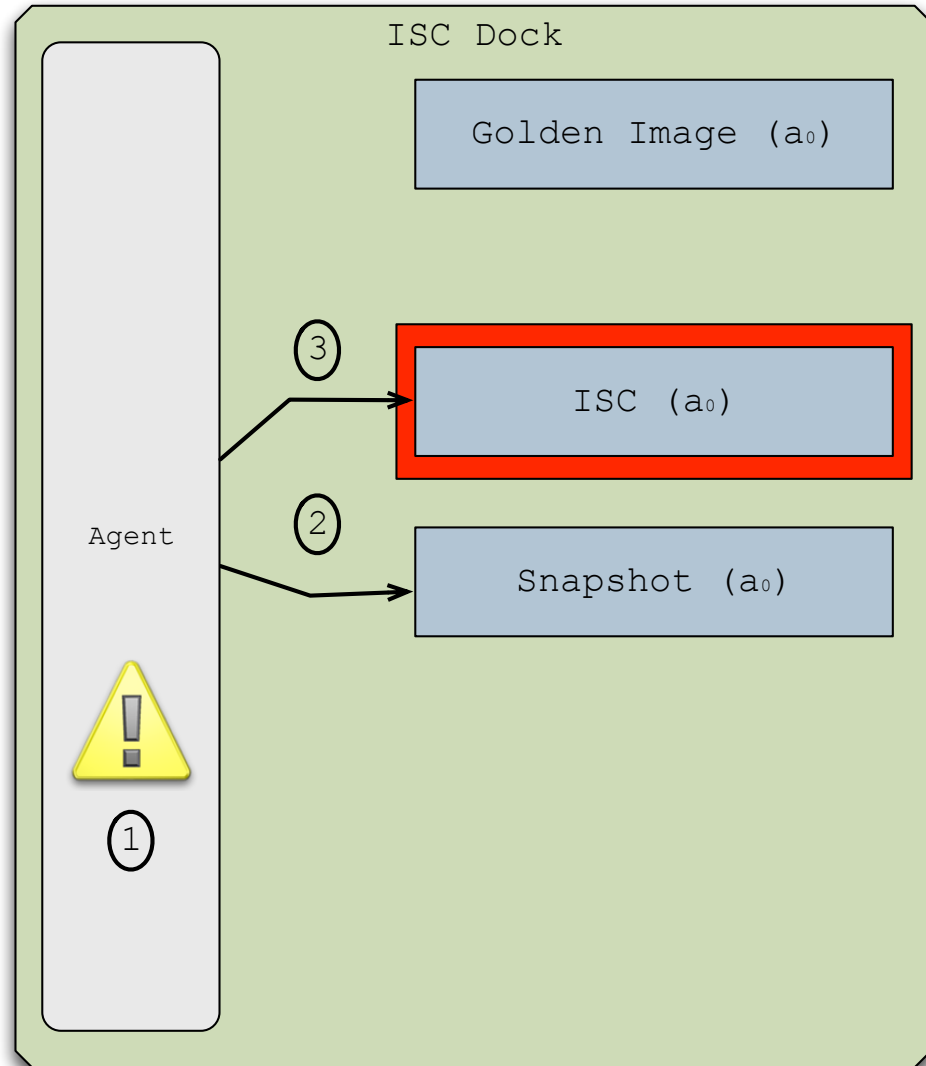 ISC Dock
Golden Image (a₀)
3
ISC (a₀)
2
Agent
Snapshot (a₀)
1